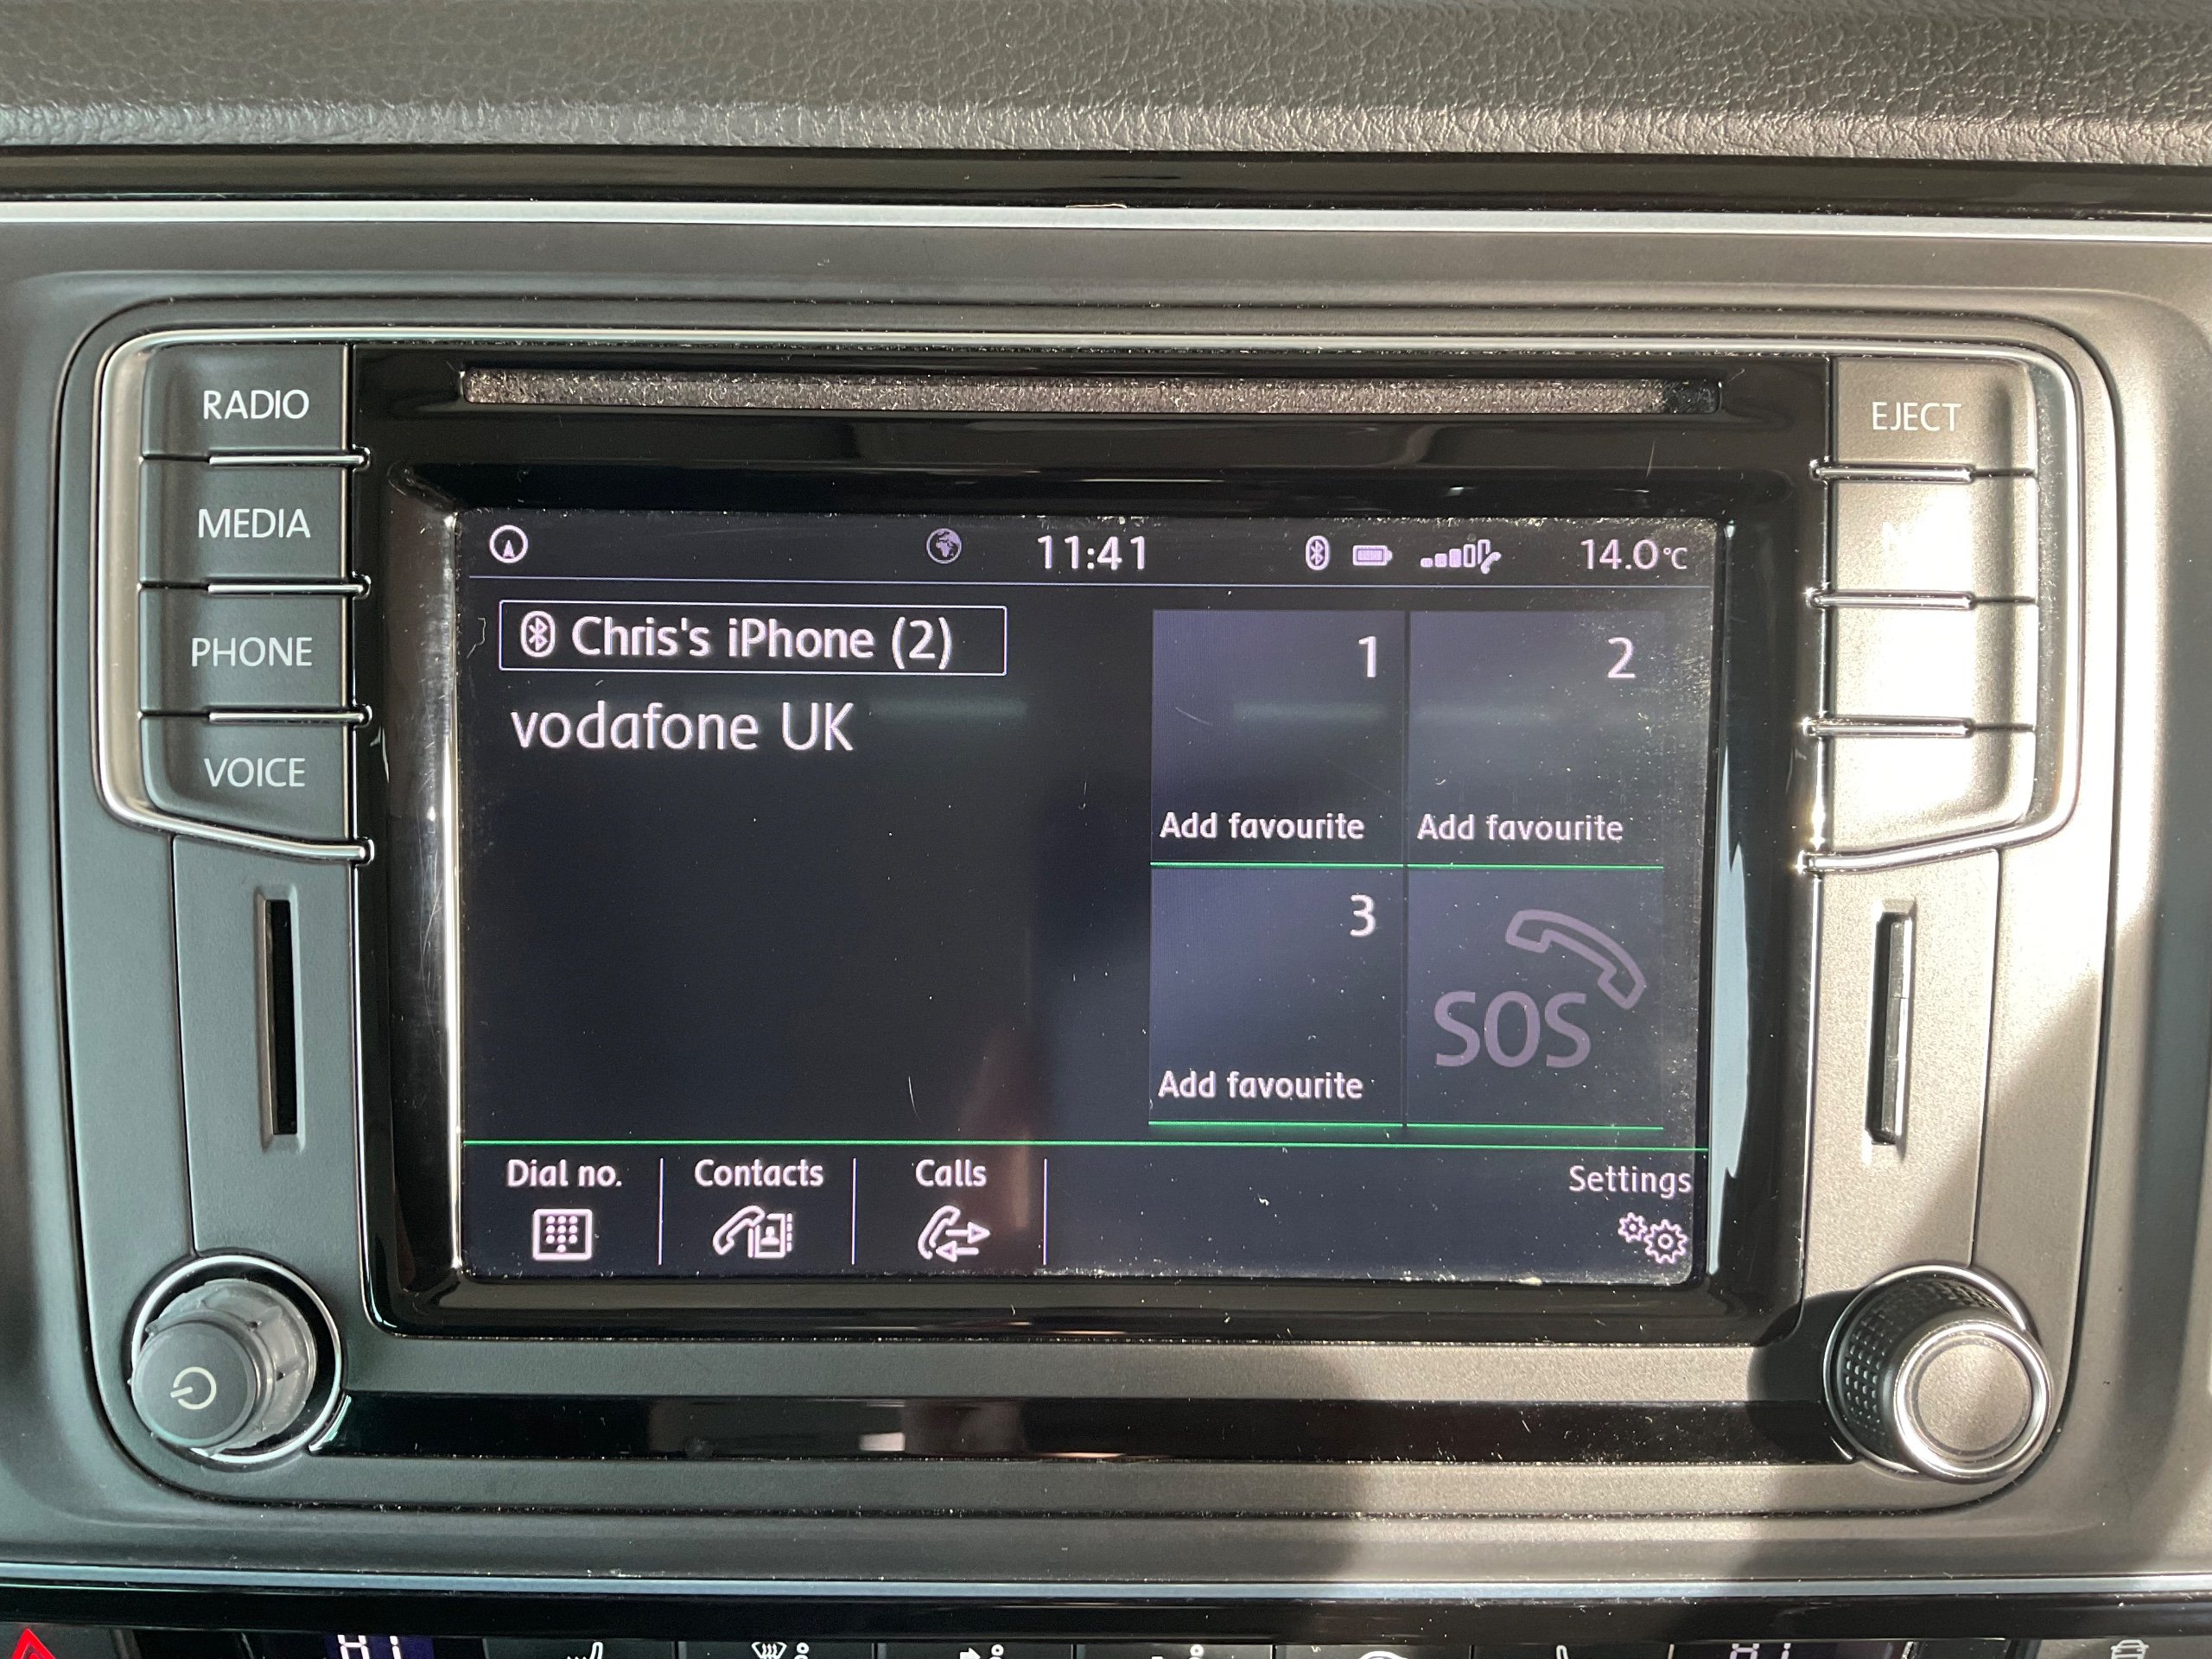 RADIO
MEDIA
PHONE
VOICE
EJECT
11:41
14.0°C
Chris's iPhone (2)
vodafone UK
1
Add favourite
2
Add favourite
3
Add favourite
SOS
Dial no.
Contacts
Calls
Settings